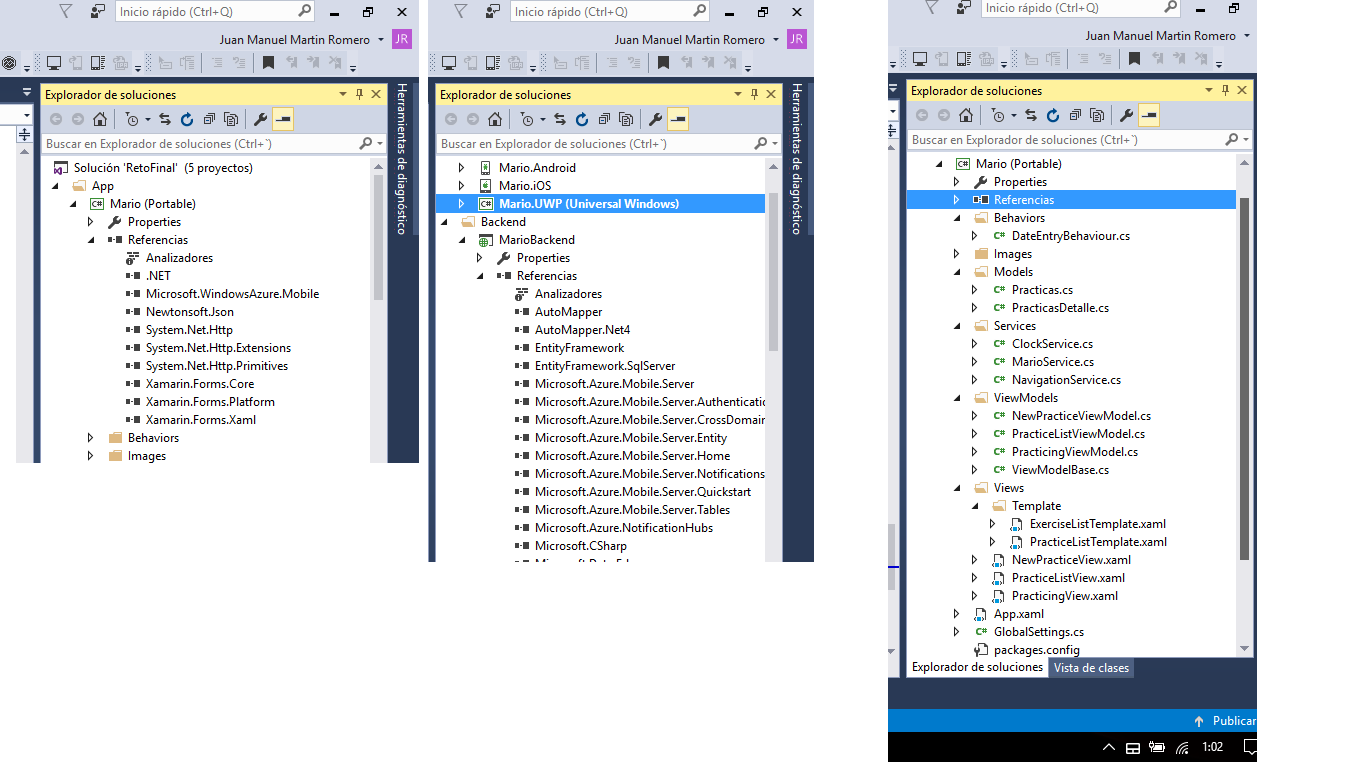 Inicio rápido (Ctrl+Q)
Juan Manuel Martin Romero
JR
Explorador de soluciones
Buscar en Explorador de soluciones (Ctrl+`)
Solución 'RetoFinal' (5 proyectos)
App
C# Mario (Portable)
Properties
Referencias
Analizadores
.NET
Microsoft.WindowsAzure.Mobile
Newtonsoft.Json
System.Net.Http
System.Net.Http.Extensions
System.Net.Http.Primitives
Xamarin.Forms.Core
Xamarin.Forms.Platform
Xamarin.Forms.Xaml
Behaviors
Images
Herramientas de diagnóstico
Inicio rápido (Ctrl+Q)
Juan Manuel Martin Romero
JR
Explorador de soluciones
Buscar en Explorador de soluciones (Ctrl+`)
Mario.Android
Mario.iOS
C# Mario.UWP (Universal Windows)
Backend
MarioBackend
Properties
Referencias
Analizadores
AutoMapper
AutoMapper.Net4
EntityFramework
EntityFramework.SqlServer
Microsoft.Azure.Mobile.Server
Microsoft.Azure.Mobile.Server.Authenticatio
Microsoft.Azure.Mobile.Server.CrossDomain
Microsoft.Azure.Mobile.Server.Entity
Microsoft.Azure.Mobile.Server.Home
Microsoft.Azure.Mobile.Server.Notifications
Microsoft.Azure.Mobile.Server.Quickstart
Microsoft.Azure.Mobile.Server.Tables
Microsoft.Azure.NotificationHubs
Microsoft.CSharp
Herramientas de diagnóstico
Inicio rápido (Ctrl+Q)
Juan Manuel Martin Romero
Explorador de soluciones
Buscar en Explorador de soluciones (Ctrl+`)
C# Mario (Portable)
Properties
Referencias
Behaviors
C# DateEntryBehaviour.cs
Images
Models
C# Practicas.cs
C# PracticasDetalle.cs
Services
C# ClockService.cs
C# MarioService.cs
C# NavigationService.cs
ViewModels
C# NewPracticeViewModel.cs
C# PracticeListViewModel.cs
C# PracticingViewModel.cs
C# ViewModelBase.cs
Views
Template
ExerciseListTemplate.xaml
PracticeListTemplate.xaml
NewPracticeView.xaml
PracticeListView.xaml
PracticingView.xaml
App.xaml
C# GlobalSettings.cs
packages.config
Explorador de soluciones Vista de clases
Publicar
1:02